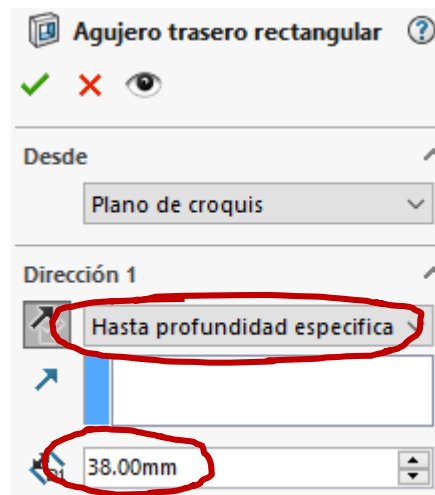 Agujero trasero rectangular
Desde
Plano de croquis
Dirección 1
Hasta profundidad especifica
38.00mm